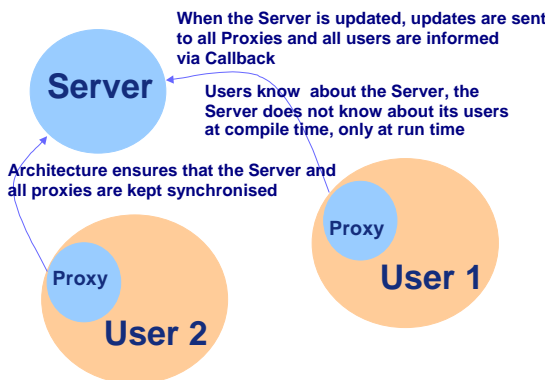 When the Server is updated, updates are sent
to all Proxies and all users are informed
via Callback
Server
Users know about the Server, the
Server does not know about its users
at compile time, only at run time
Architecture ensures that the Server and
all proxies are kept synchronised
Proxy
User 1
Proxy
User 2